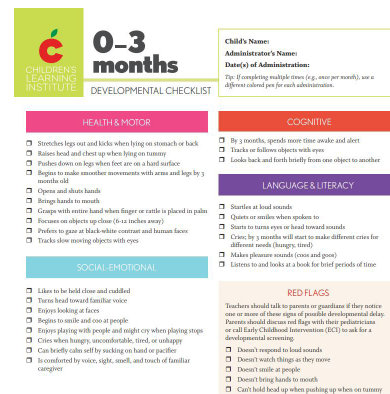 CHILDREN'S
LEARNING
INSTITUTE
0–3
months
DEVELOPMENTAL CHECKLIST
Child's Name:
Administrator's Name:
Date(s) of Administration:
Tip: If completing multiple times (e.g., once per month), use a
different colored pen for each administration.
HEALTH & MOTOR
Stretches legs out and kicks when lying on stomach or back
Raises head and chest up when lying on tummy
Pushes down on legs when feet are on a hard surface
Begins to make smoother movements with arms and legs by 3
months old
Opens and shuts hands
Brings hands to mouth
Grasps with entire hand when finger or rattle is placed in palm
Focuses on objects up close (6-12 inches away)
Prefers to gaze at black-white contrast and human faces
Tracks slow moving objects with eyes
SOCIAL-EMOTIONAL
Likes to be held close and cuddled
Turns head toward familiar voice
Enjoys looking at faces
Begins to smile and coo at people
Enjoys playing with people and might cry when playing stops
Cries when hungry, uncomfortable, tired, or unhappy
Can briefly calm self by sucking on hand or pacifier
Is comforted by voice, sight, smell, and touch of familiar
caregiver
COGNITIVE
By 3 months, spends more time awake and alert
Tracks or follows objects with eyes
Looks back and forth briefly from one object to another
LANGUAGE & LITERACY
Startles at loud sounds
Quiets or smiles when spoken to
Starts to turns eyes or head toward sounds
Cries; by 3 months will start to make different cries for
different needs (hungry, tired)
Makes pleasure sounds (coos and goos)
Listens to and looks at a book for brief periods of time
RED FLAGS
Teachers should talk to parents or guardians if they notice
one or more of these signs of possible developmental delay.
Parents should discuss red flags with their pediatricians
or call Early Childhood Intervention (ECI) to ask for a
developmental screening.
Doesn't respond to loud sounds
Doesn't watch things as they move
Doesn't smile at people
Doesn't bring hands to mouth
Can't hold head up when pushing up when on tummy